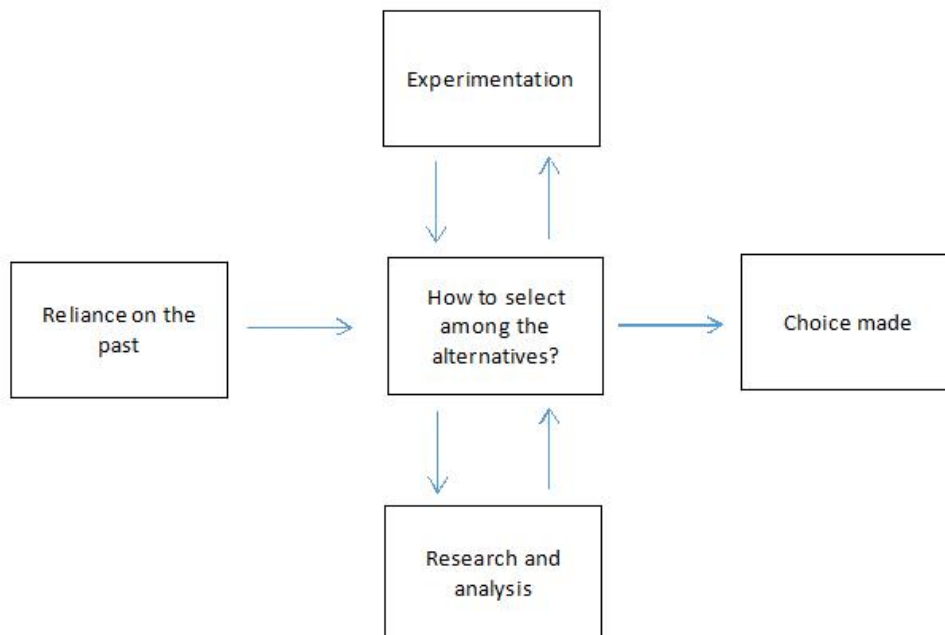 Experimentation
Reliance on the
past
How to select
among the
alternatives?
Choice made
Research and
analysis